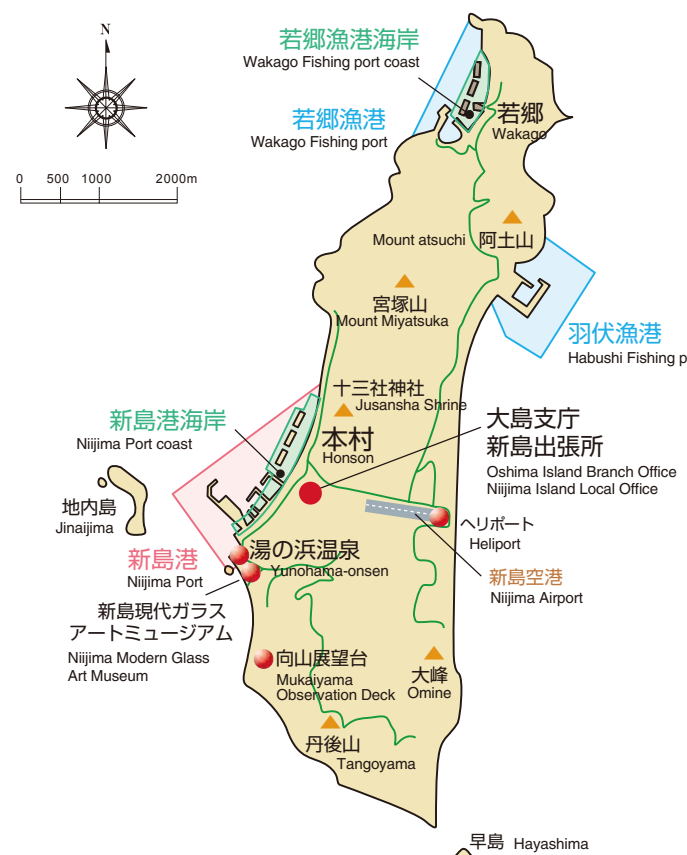 N
0 500 1000 2000m
若郷漁港海岸
Wakago Fishing port coast
若郷漁港
Wakago Fishing port
若郷
Wakago
Mount atsuchi
阿土山
宮塚山
Mount Miyatsuka
羽伏漁港
Habushi Fishing p
十三社神社
Jusansha Shrine
新島港海岸
Niijima Port coast
本村
Honson
大島支庁
新島出張所
Oshima Island Branch Office
Niijima Island Local Office
地内島
Jinaijima
ヘリポート
Heliport
新島港
Niijima Port
湯の浜温泉
Yunohama-onsen
新島空港
Niijima Airport
新島現代ガラス
アートミュージアム
Niijima Modern Glass
Art Museum
向山展望台
Mukaiyama
Observation Deck
大峰
Omine
丹後山
Tangoyama
早島 Hayashima